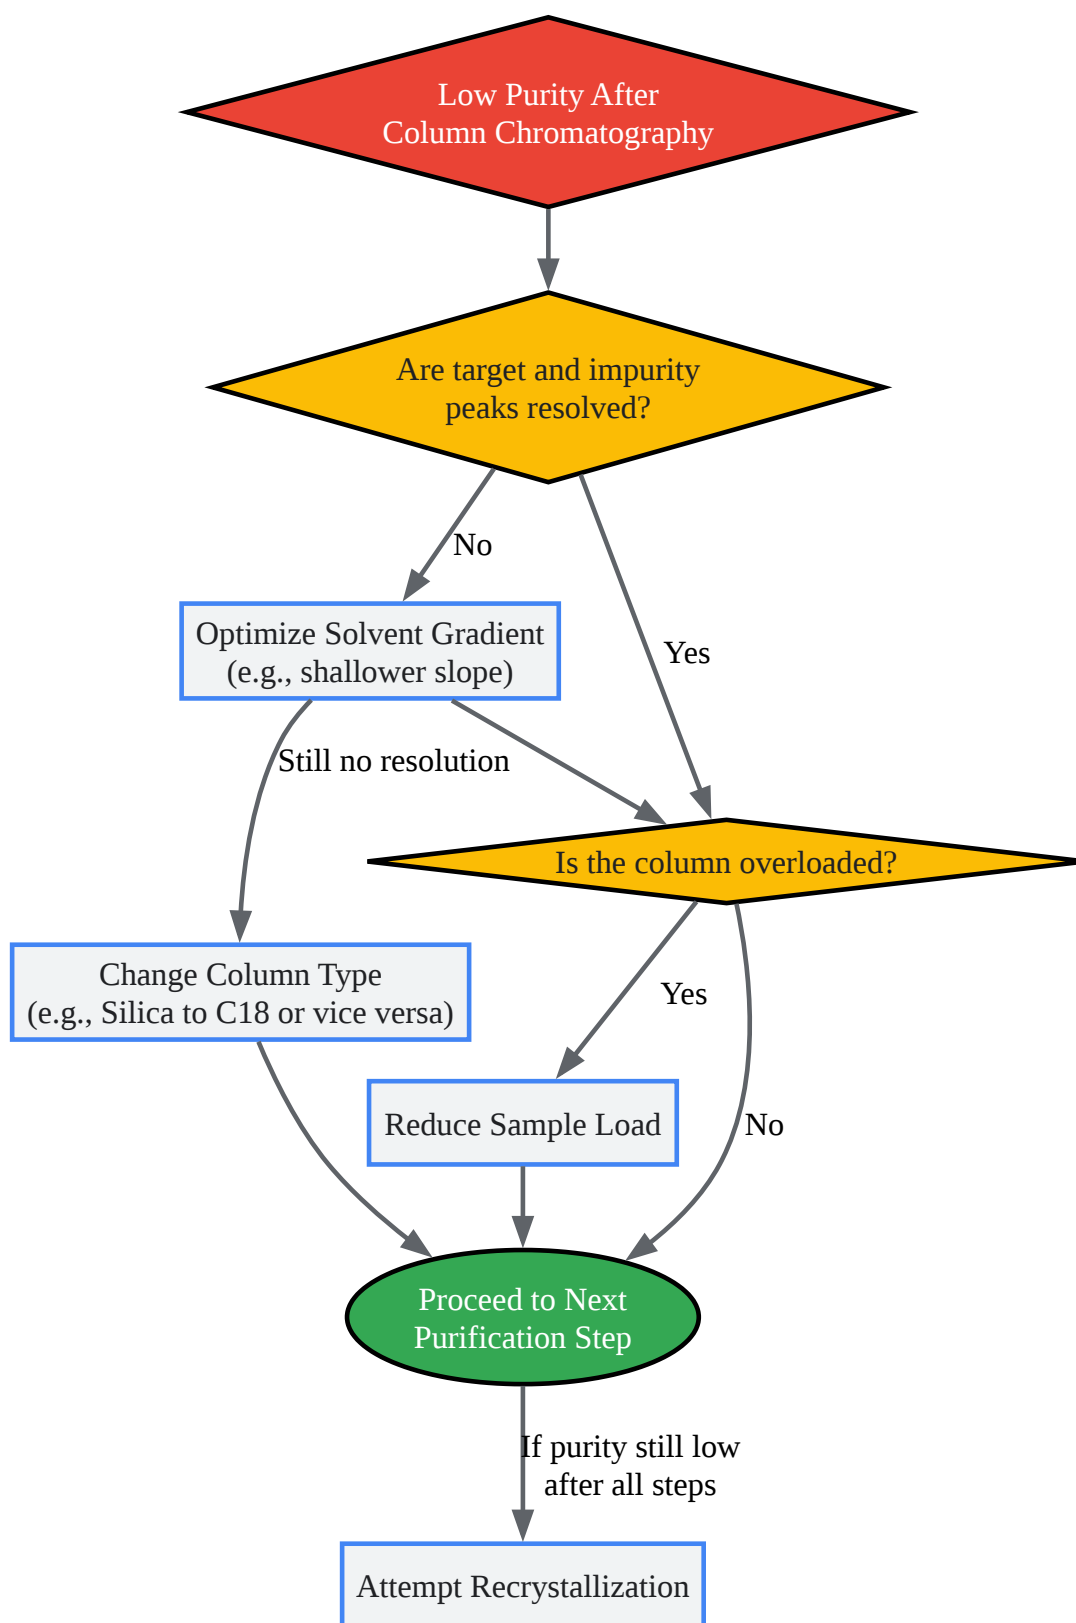 Low Purity After
Column Chromatography
Are target and impurity
peaks resolved?
No
Optimize Solvent Gradient
(e.g., shallower slope)
Yes
Still no resolution
Is the column overloaded?
Change Column Type
(e.g., Silica to C18 or vice versa)
Yes
Reduce Sample Load
No
Proceed to Next
Purification Step
If purity still low
after all steps
Attempt Recrystallization